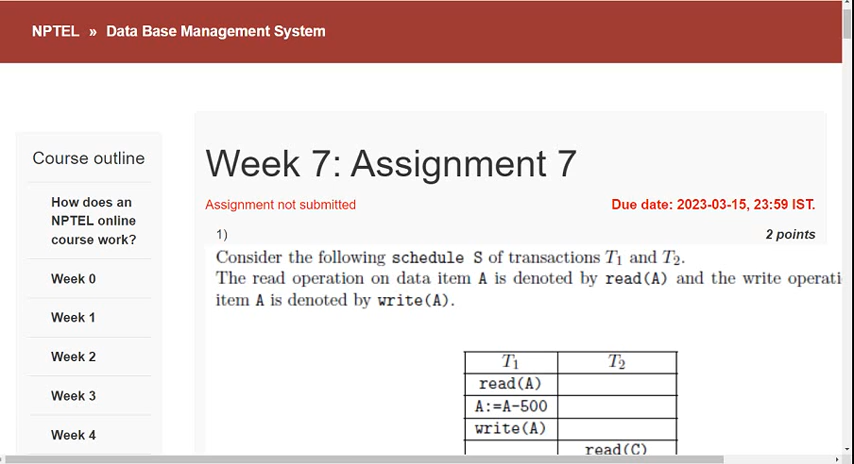 NPTEL » Data Base Management System
Course outline
How does an
NPTEL online
course work?
Week 0
Week 1
Week 2
Week 3
Week 4
Week 7: Assignment 7
Assignment not submitted
Due date: 2023-03-15, 23:59 IST.
1)
2 points
Consider the following schedule S of transactions T1 and T2.
The read operation on data item A is denoted by read(A) and the write operati
item A is denoted by write(A).
T1 T2
read(A)
A:=A-500
write(A)
read(C)